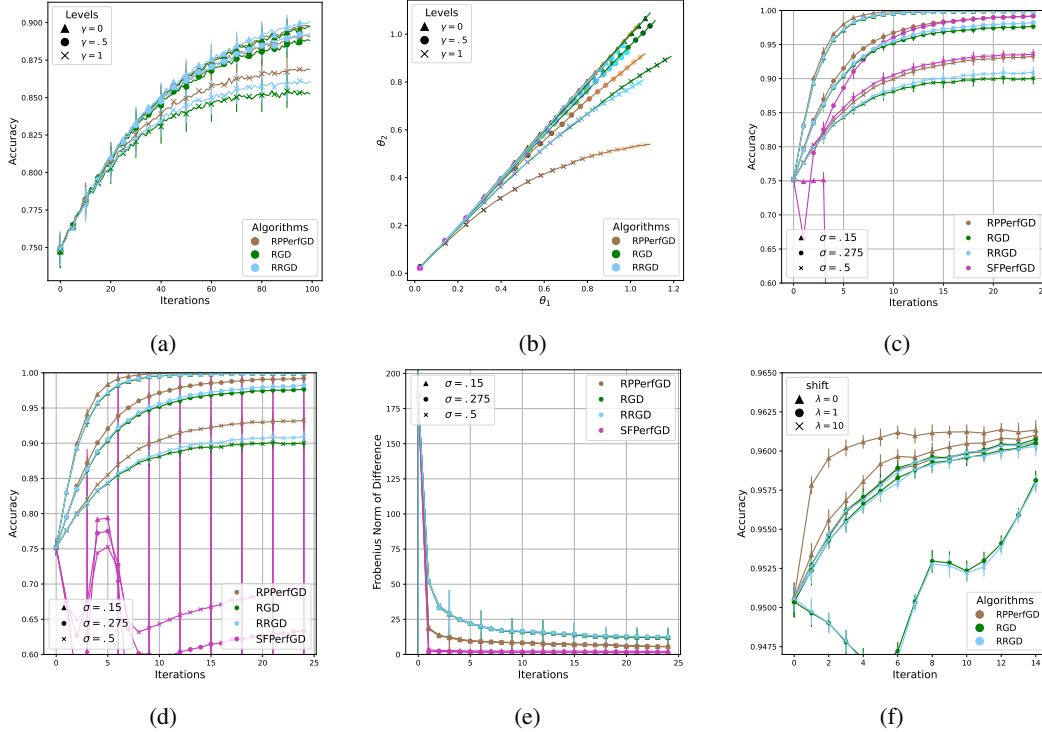 Levels
γ = 0
γ = .5
γ = 1
Algorithms
RPPerfGD
RGD
RRGD
Accuracy
0.900
0.875
0.850
0.825
0.800
0.775
0.750
0 20 40 60 80 100
Iterations
(a)
Levels
γ = 0
γ = .5
γ = 1
Algorithms
RPPerfGD
RGD
RRGD
θ2
1.0
0.8
0.6
0.4
0.2
0.0
0.0 0.2 0.4 0.6 0.8 1.0 1.2
θ1
(b)
Accuracy
1.00
0.95
0.90
0.85
0.80
0.75
0.70
0.65
0.60
σ = .15
σ = .275
σ = .5
RPPerfGD
RGD
RRGD
SFPerfGD
0 5 10 15 20 25
Iterations
(c)
Accuracy
1.00
0.95
0.90
0.85
0.80
0.75
0.70
0.65
0.60
σ = .15
σ = .275
σ = .5
RPPerfGD
RGD
RRGD
SFPerfGD
0 5 10 15 20 25
Iterations
(d)
Frobenius Norm of Difference
200
175
150
125
100
75
50
25
0
σ = .15
σ = .275
σ = .5
RPPerfGD
RGD
RRGD
SFPerfGD
0 5 10 15 20 25
Iterations
(e)
shift
λ = 0
λ = 1
λ = 10
Algorithms
RPPerfGD
RGD
RRGD
Accuracy
0.9650
0.9625
0.9600
0.9575
0.9550
0.9525
0.9500
0.9475
0 2 4 6 8 10 12 14
Iteration
(f)